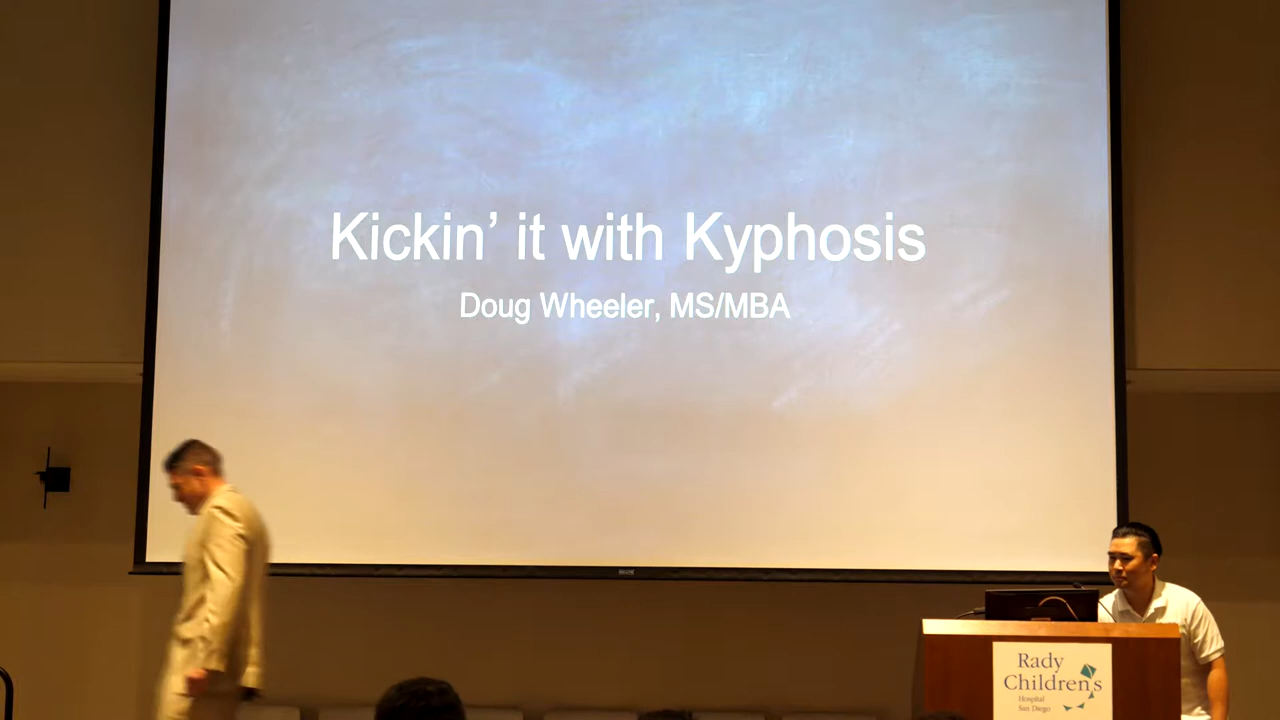 Kickin’ it with Kyphosis
Doug Wheeler, MS/MBA
Rady
Children's
Hospital
San Diego